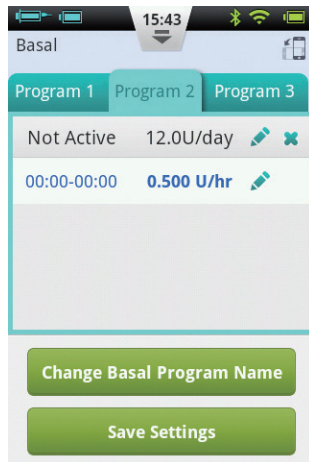 15:43
Basal
Program 1 Program 2 Program 3
Not Active 12.0U/day
00:00-00:00 0.500 U/hr
Change Basal Program Name
Save Settings